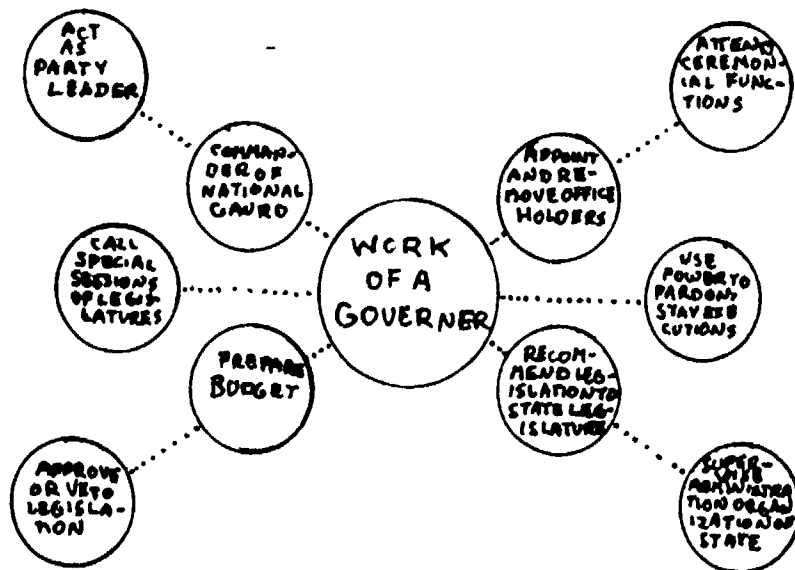 ACT
AS
PARTY
LEADER
ATTEND
CEREMON-
IAL FUNC-
TIONS
COMMAN-
DER OF
NATIONAL
GAURD
APPOINT
AND RE-
MOVE OFFICE
HOLDERS
WORK
OF A
GOVERNER
CALL
SPECIAL
SESSIONS
OF LEGIS-
LATURES
USE
POWER TO
PARDON,
STAY EXE
CUTIONS
PREPARE
BUDGET
RECOM-
MEND LEG-
ISLATION TO
STATE LEG-
ISLATURE
APPROVE
OR VETO
LEGISLA-
TION
SUPER-
VISE
ADMINISTRA
TION ORGAN
IZATION OF
STATE